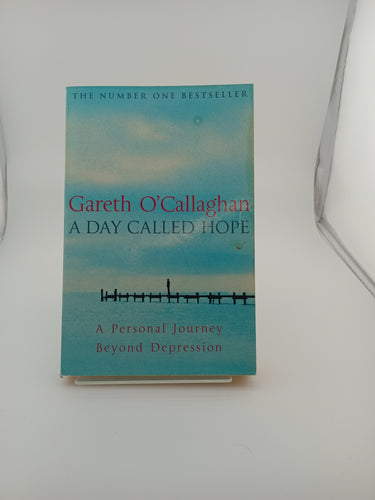 THE NUMBER ONE BESTSELLER
Gareth O'Callaghan
A DAY CALLED HOPE
A Personal Journey
Beyond Depression